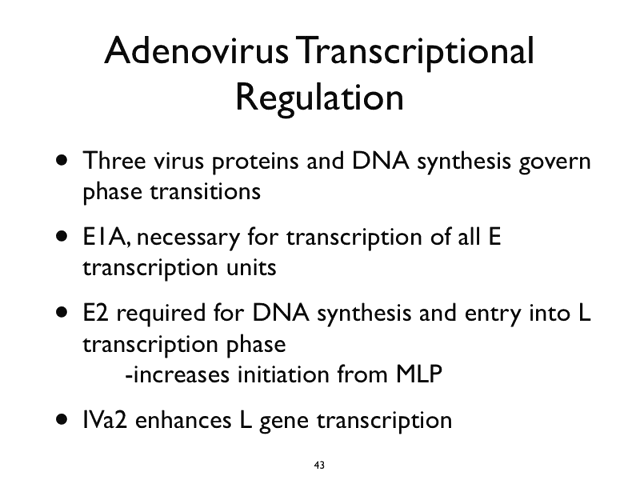 Adenovirus Transcriptional
Regulation
• Three virus proteins and DNA synthesis govern
phase transitions
• E1A, necessary for transcription of all E
transcription units
• E2 required for DNA synthesis and entry into L
transcription phase
-increases initiation from MLP
• IVa2 enhances L gene transcription
43